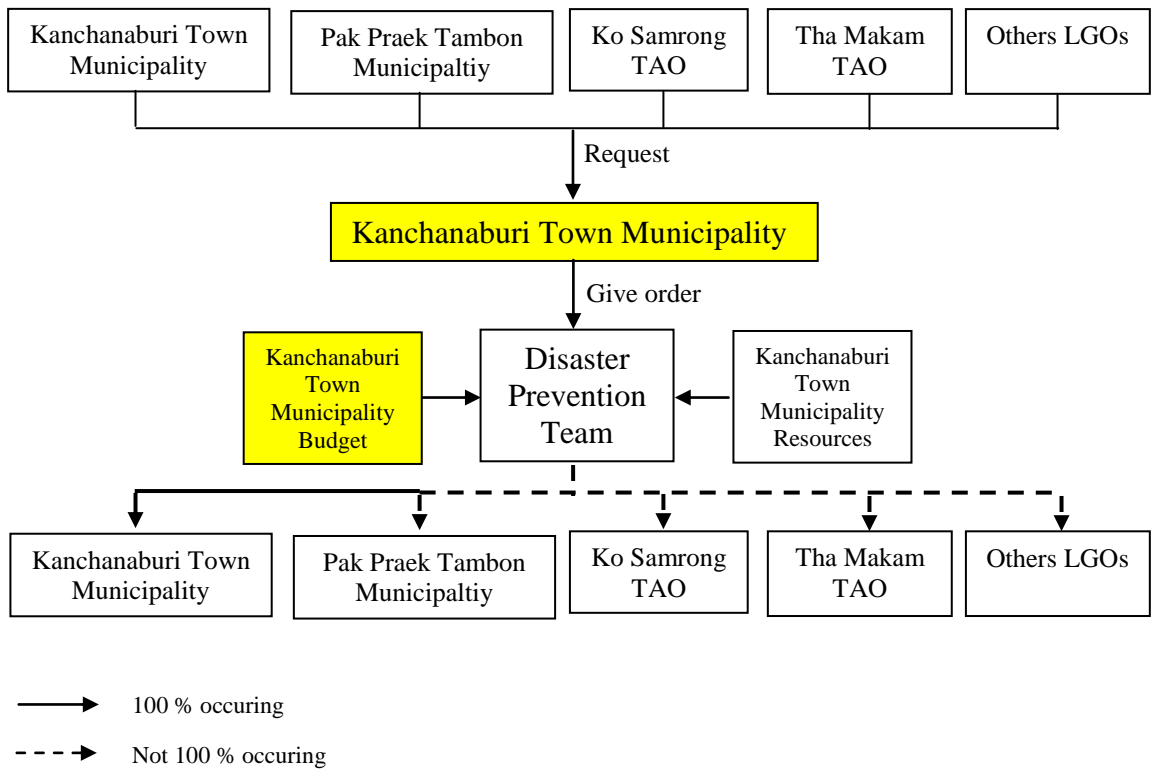 Kanchanaburi Town
Municipality
Pak Praek Tambon
Municipaltiy
Ko Samrong
TAO
Tha Makam
TAO
Others LGOs
Request
Kanchanaburi Town Municipality
Give order
Kanchanaburi
Town
Municipality
Budget
Disaster
Prevention
Team
Kanchanaburi
Town
Municipality
Resources
Kanchanaburi Town
Municipality
Pak Praek Tambon
Municipaltiy
Ko Samrong
TAO
Tha Makam
TAO
Others LGOs
100 % occuring
Not 100 % occuring